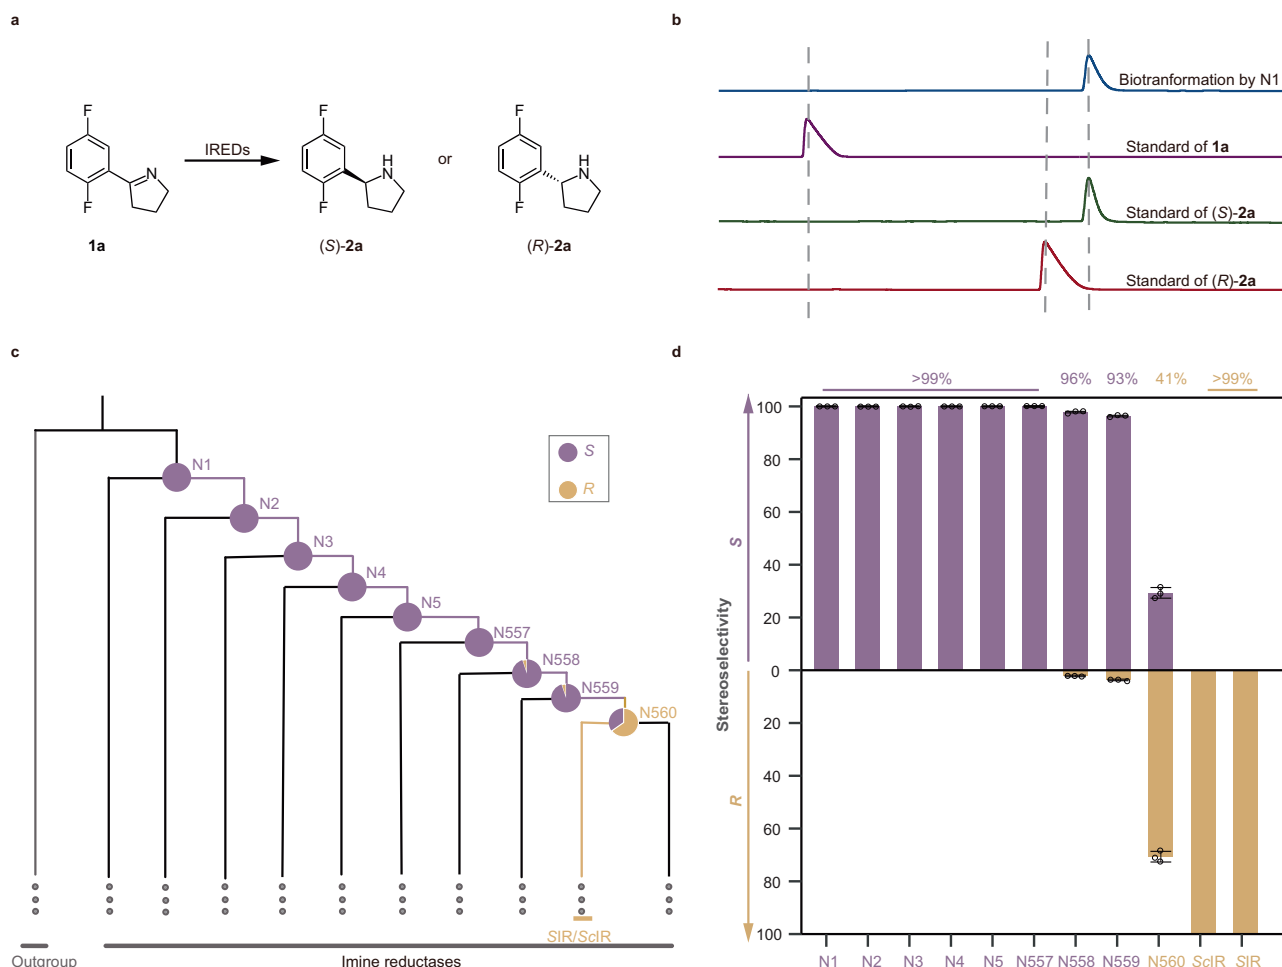 a
F
F
N
1a
IREDs
F
F
H
N
(S)-2a
or
F
F
H
N
(R)-2a
b
Biotranformation by N1
Standard of 1a
Standard of (S)-2a
Standard of (R)-2a
c
S
R
N1
N2
N3
N4
N5
N557
N558
N559
N560
SIR/ScIR
Outgroup
Imine reductases
d
>99%
96%
93%
41%
>99%
Stereoselectivity
S
R
100
80
60
40
20
0
20
40
60
80
100
N1
N2
N3
N4
N5
N557
N558
N559
N560
ScIR
SIR